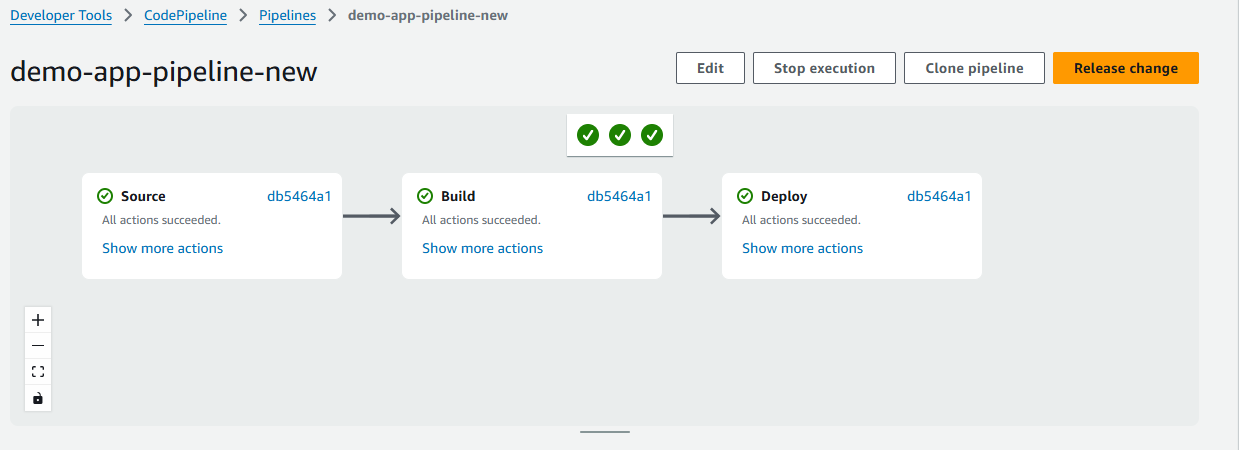 Developer Tools > CodePipeline > Pipelines > demo-app-pipeline-new
demo-app-pipeline-new
Edit
Stop execution
Clone pipeline
Release change
Source db5464a1
All actions succeeded.
Show more actions
Build db5464a1
All actions succeeded.
Show more actions
Deploy db5464a1
All actions succeeded.
Show more actions